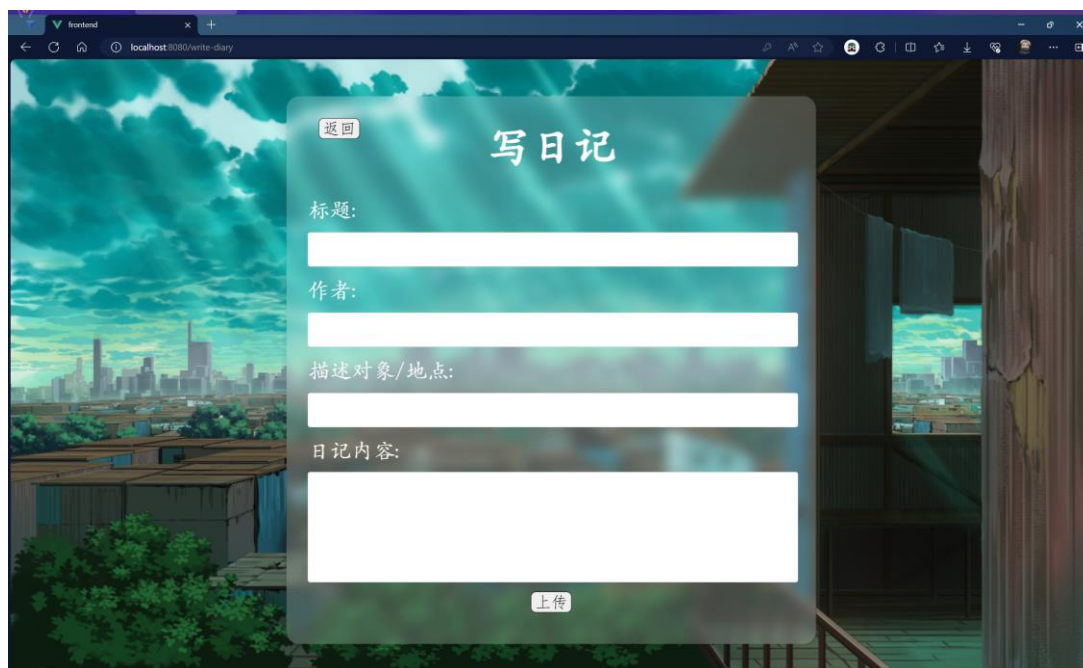 frontend
localhost:8080/write-diary
返回
写日记
标题:
作者:
描述对象/地点:
日记内容:
上传